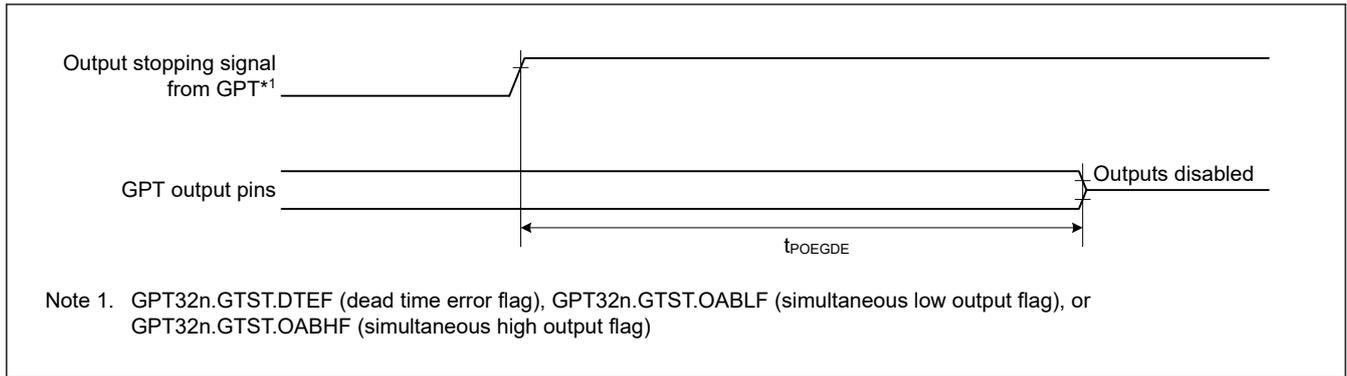 Output stopping signal
from GPT*1
GPT output pins
Outputs disabled
tPOEGDE
Note 1. GPT32n.GTST.DTEF (dead time error flag), GPT32n.GTST.OABLF (simultaneous low output flag), or
GPT32n.GTST.OABHF (simultaneous high output flag)